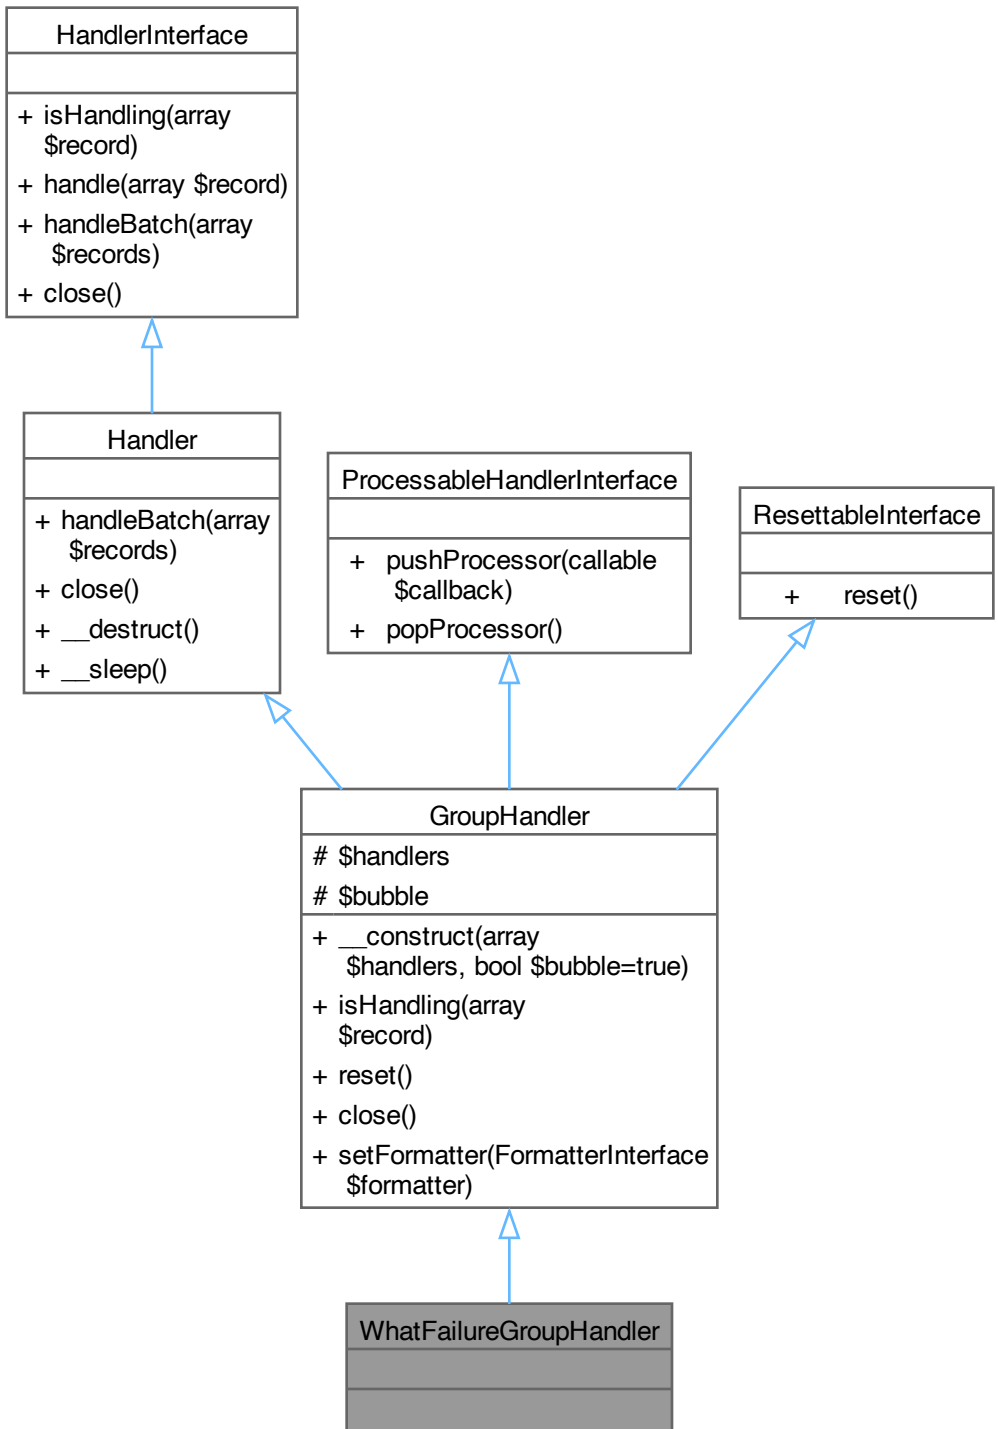 HandlerInterface
+ isHandling(array
$record)
+ handle(array $record)
+ handleBatch(array
$records)
+ close()
Handler
+ handleBatch(array
$records)
+ close()
+ __destruct()
+ __sleep()
ProcessableHandlerInterface
+ pushProcessor(callable
$callback)
+ popProcessor()
ResettableInterface
+ reset()
GroupHandler
# $handlers
# $bubble
+ __construct(array
$handlers, bool $bubble=true)
+ isHandling(array
$record)
+ reset()
+ close()
+ setFormatter(FormatterInterface
$formatter)
WhatFailureGroupHandler